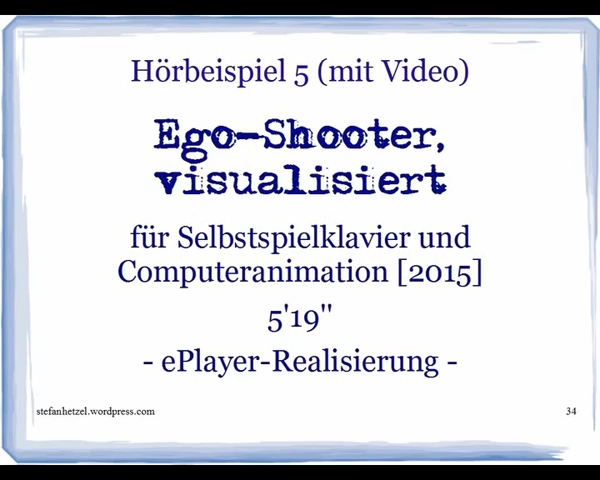 Hörbeispiel 5 (mit Video)
Ego-Shooter,
visualisiert
für Selbstspielklavier und
Computeranimation [2015]
5'19"
- ePlayer-Realisierung -
stefanhetzel.wordpress.com
34